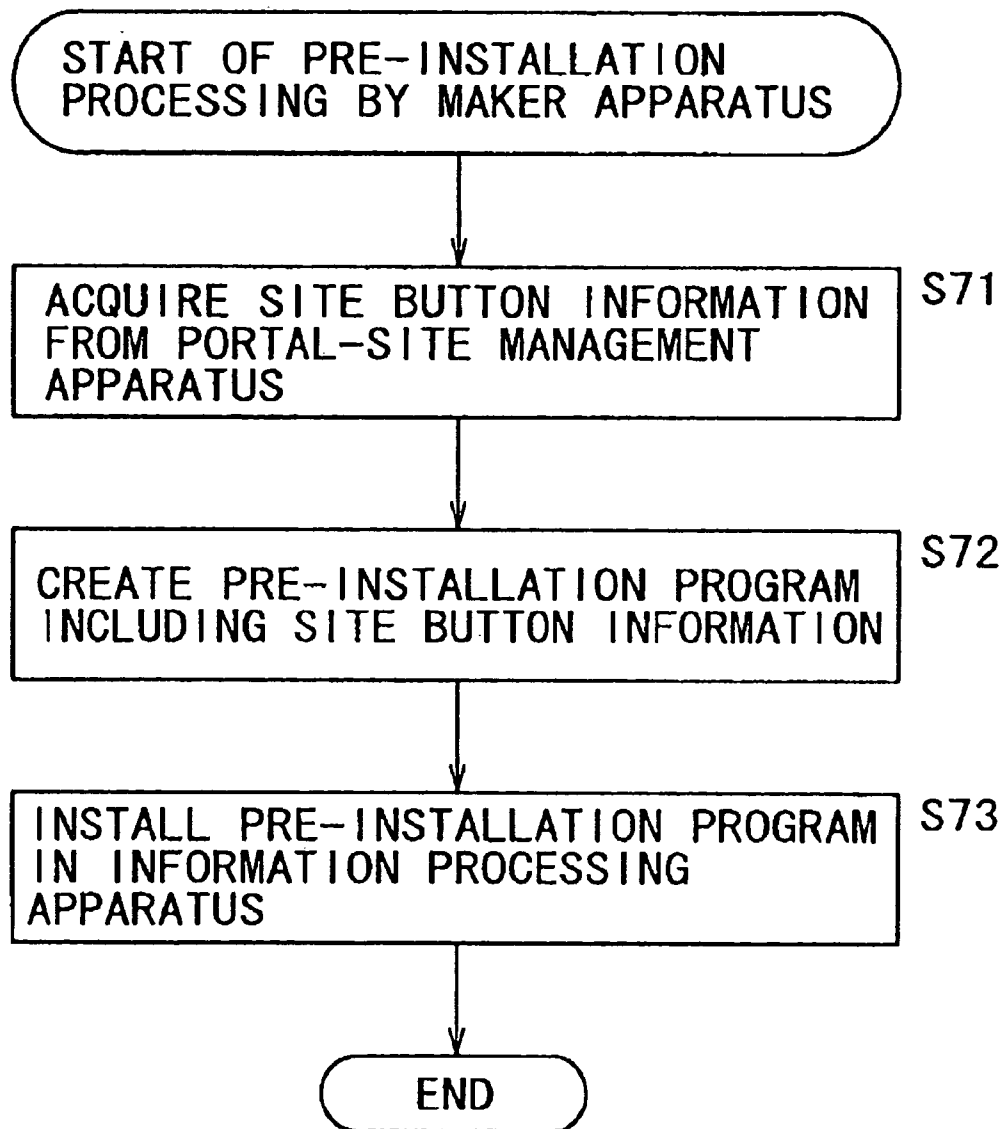 START OF PRE-INSTALLATION
PROCESSING BY MAKER APPARATUS
S71
ACQUIRE SITE BUTTON INFORMATION
FROM PORTAL-SITE MANAGEMENT
APPARATUS
S72
CREATE PRE-INSTALLATION PROGRAM
INCLUDING SITE BUTTON INFORMATION
S73
INSTALL PRE-INSTALLATION PROGRAM
IN INFORMATION PROCESSING
APPARATUS
END